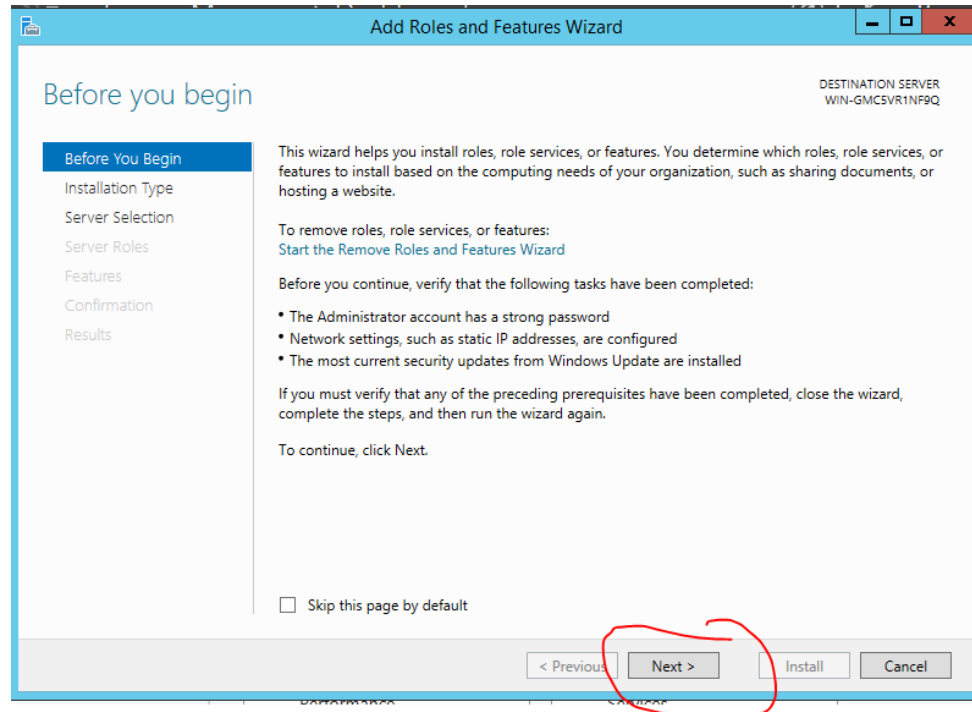 Add Roles and Features Wizard
Before you begin
DESTINATION SERVER
WIN-GMC5VR1NF9Q
Before You Begin
Installation Type
Server Selection
Server Roles
Features
Confirmation
Results
This wizard helps you install roles, role services, or features. You determine which roles, role services, or
features to install based on the computing needs of your organization, such as sharing documents, or
hosting a website.
To remove roles, role services, or features:
Start the Remove Roles and Features Wizard
Before you continue, verify that the following tasks have been completed:
• The Administrator account has a strong password
• Network settings, such as static IP addresses, are configured
• The most current security updates from Windows Update are installed
If you must verify that any of the preceding prerequisites have been completed, close the wizard,
complete the steps, and then run the wizard again.
To continue, click Next.
Skip this page by default
< Previous
Next >
Install
Cancel
Performance
Services